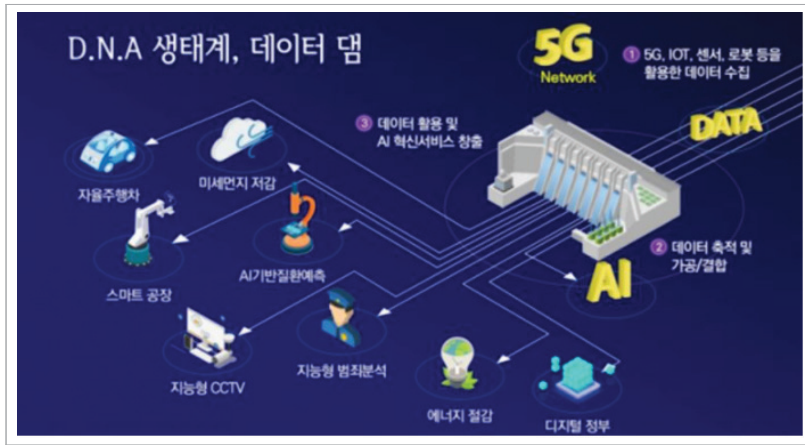 D.N.A 생태계, 데이터 댐
5G
Network
① 5G, IOT, 센서, 로봇 등을
활용한 데이터 수집
DATA
③ 데이터 활용 및
AI 혁신서비스 창출
② 데이터 축적 및
가공/결합
AI
자율주행차
미세먼지 저감
스마트 공장
AI기반질환예측
지능형 CCTV
지능형 범죄분석
에너지 절감
디지털 정부